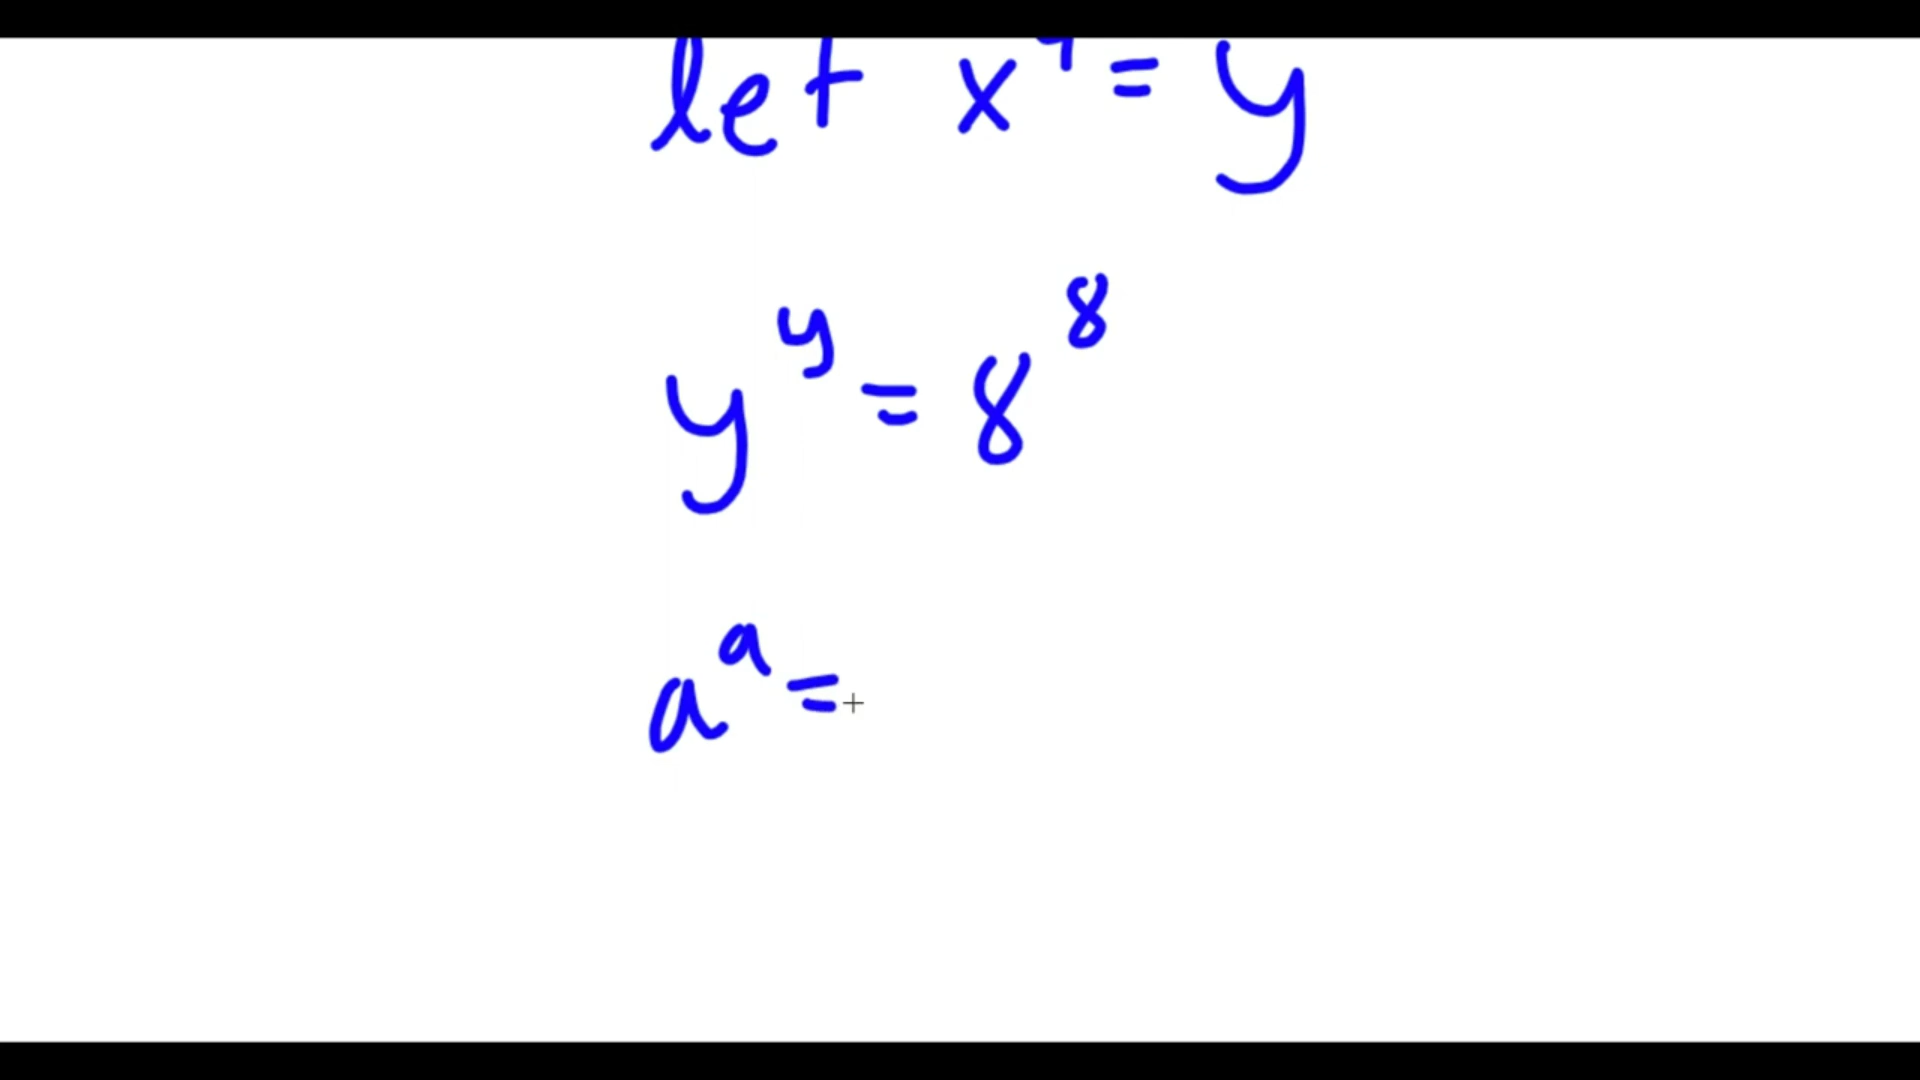 let x = y
y^y = 8^8
a^a =